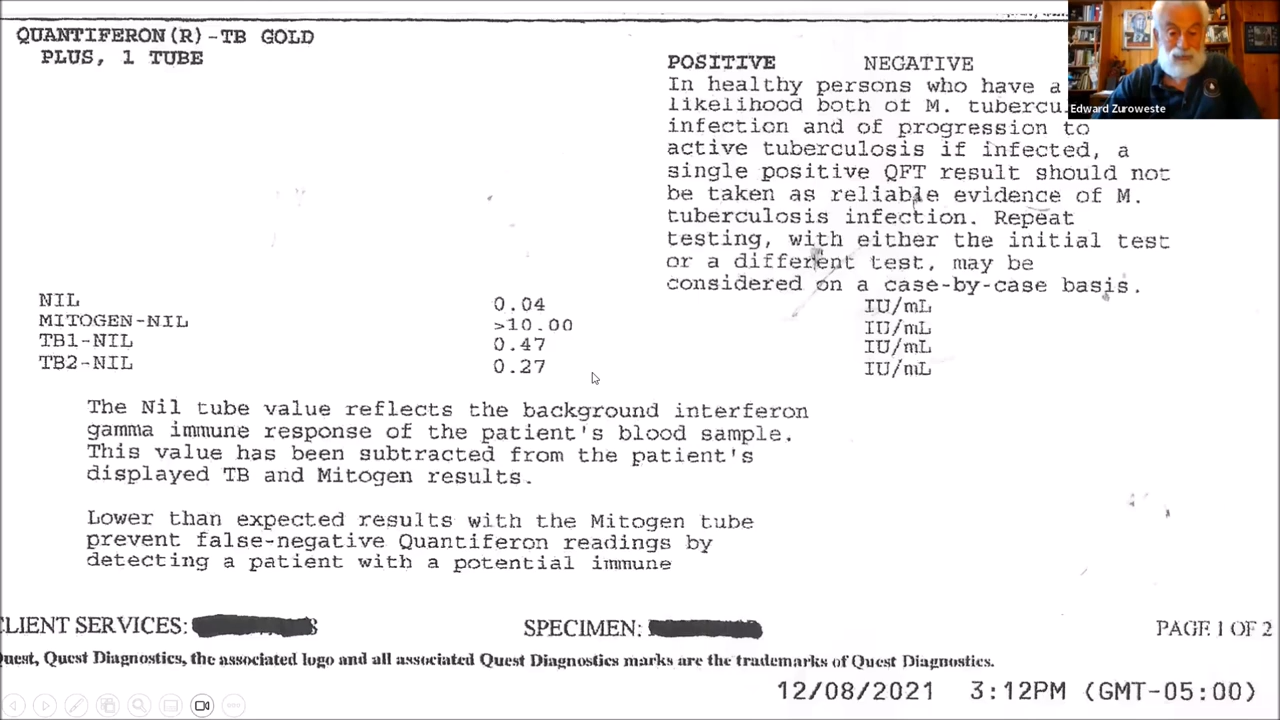 QUANTIFERON(R)-TB GOLD
PLUS, 1 TUBE
POSITIVE NEGATIVE
In healthy persons who have a
likelihood both of M.
infection and of progression to
active tuberculosis if infected, a
single positive QFT result should not
be taken as reliable evidence of M.
tuberculosis infection. Repeat
testing, with either the initial test
or a different test, may be
considered on a case-by-case basis.
NIL 0.04 IU/mL
MITOGEN-NIL >10.00 IU/mL
TB1-NIL 0.47 IU/mL
TB2-NIL 0.27 IU/mL
The Nil tube value reflects the background interferon
gamma immune response of the patient's blood sample.
This value has been subtracted from the patient's
displayed TB and Mitogen results.
Lower than expected results with the Mitogen tube
prevent false-negative Quantiferon readings by
detecting a patient with a potential immune
CLIENT SERVICES:
SPECIMEN:
PAGE 1 OF 2
Quest, Quest Diagnostics, the associated logo and all associated Quest Diagnostics marks are the trademarks of Quest Diagnostics.
12/08/2021 3:12PM (GMT-05:00)
Edward Zuroweste